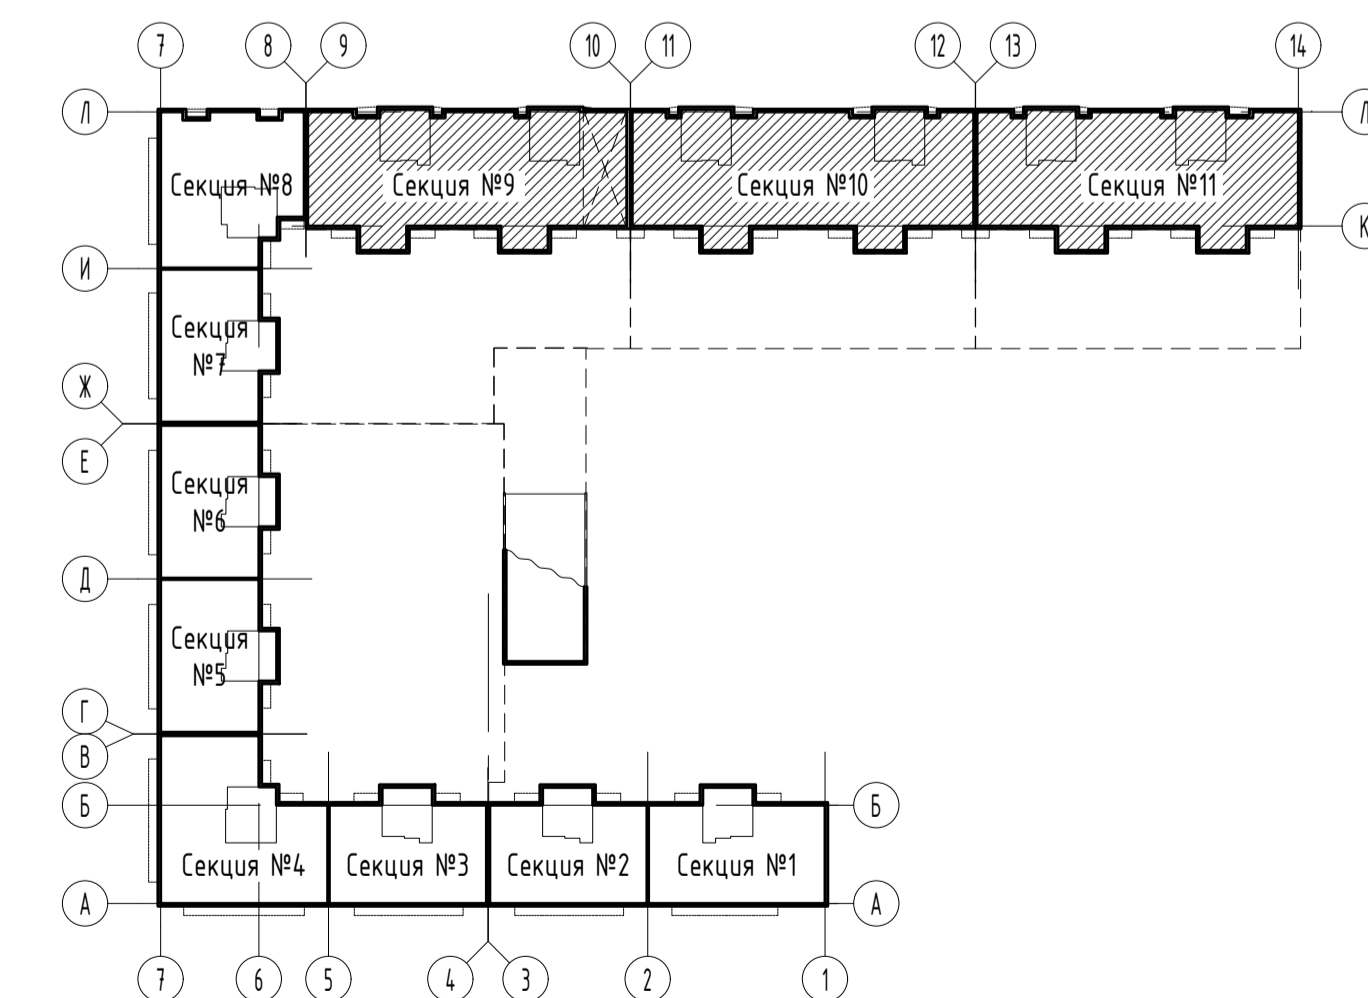 7 8 9 10 11 12 13 14
Л Л
Секция №8 Секция №9 Секция №10 Секция №11
К
И
Секция
№7
Ж
Е
Секция
№6
Д
Секция
№5
Г
В
Б Б
Секция №4 Секция №3 Секция №2 Секция №1
А А
7 6 5 4 3 2 1